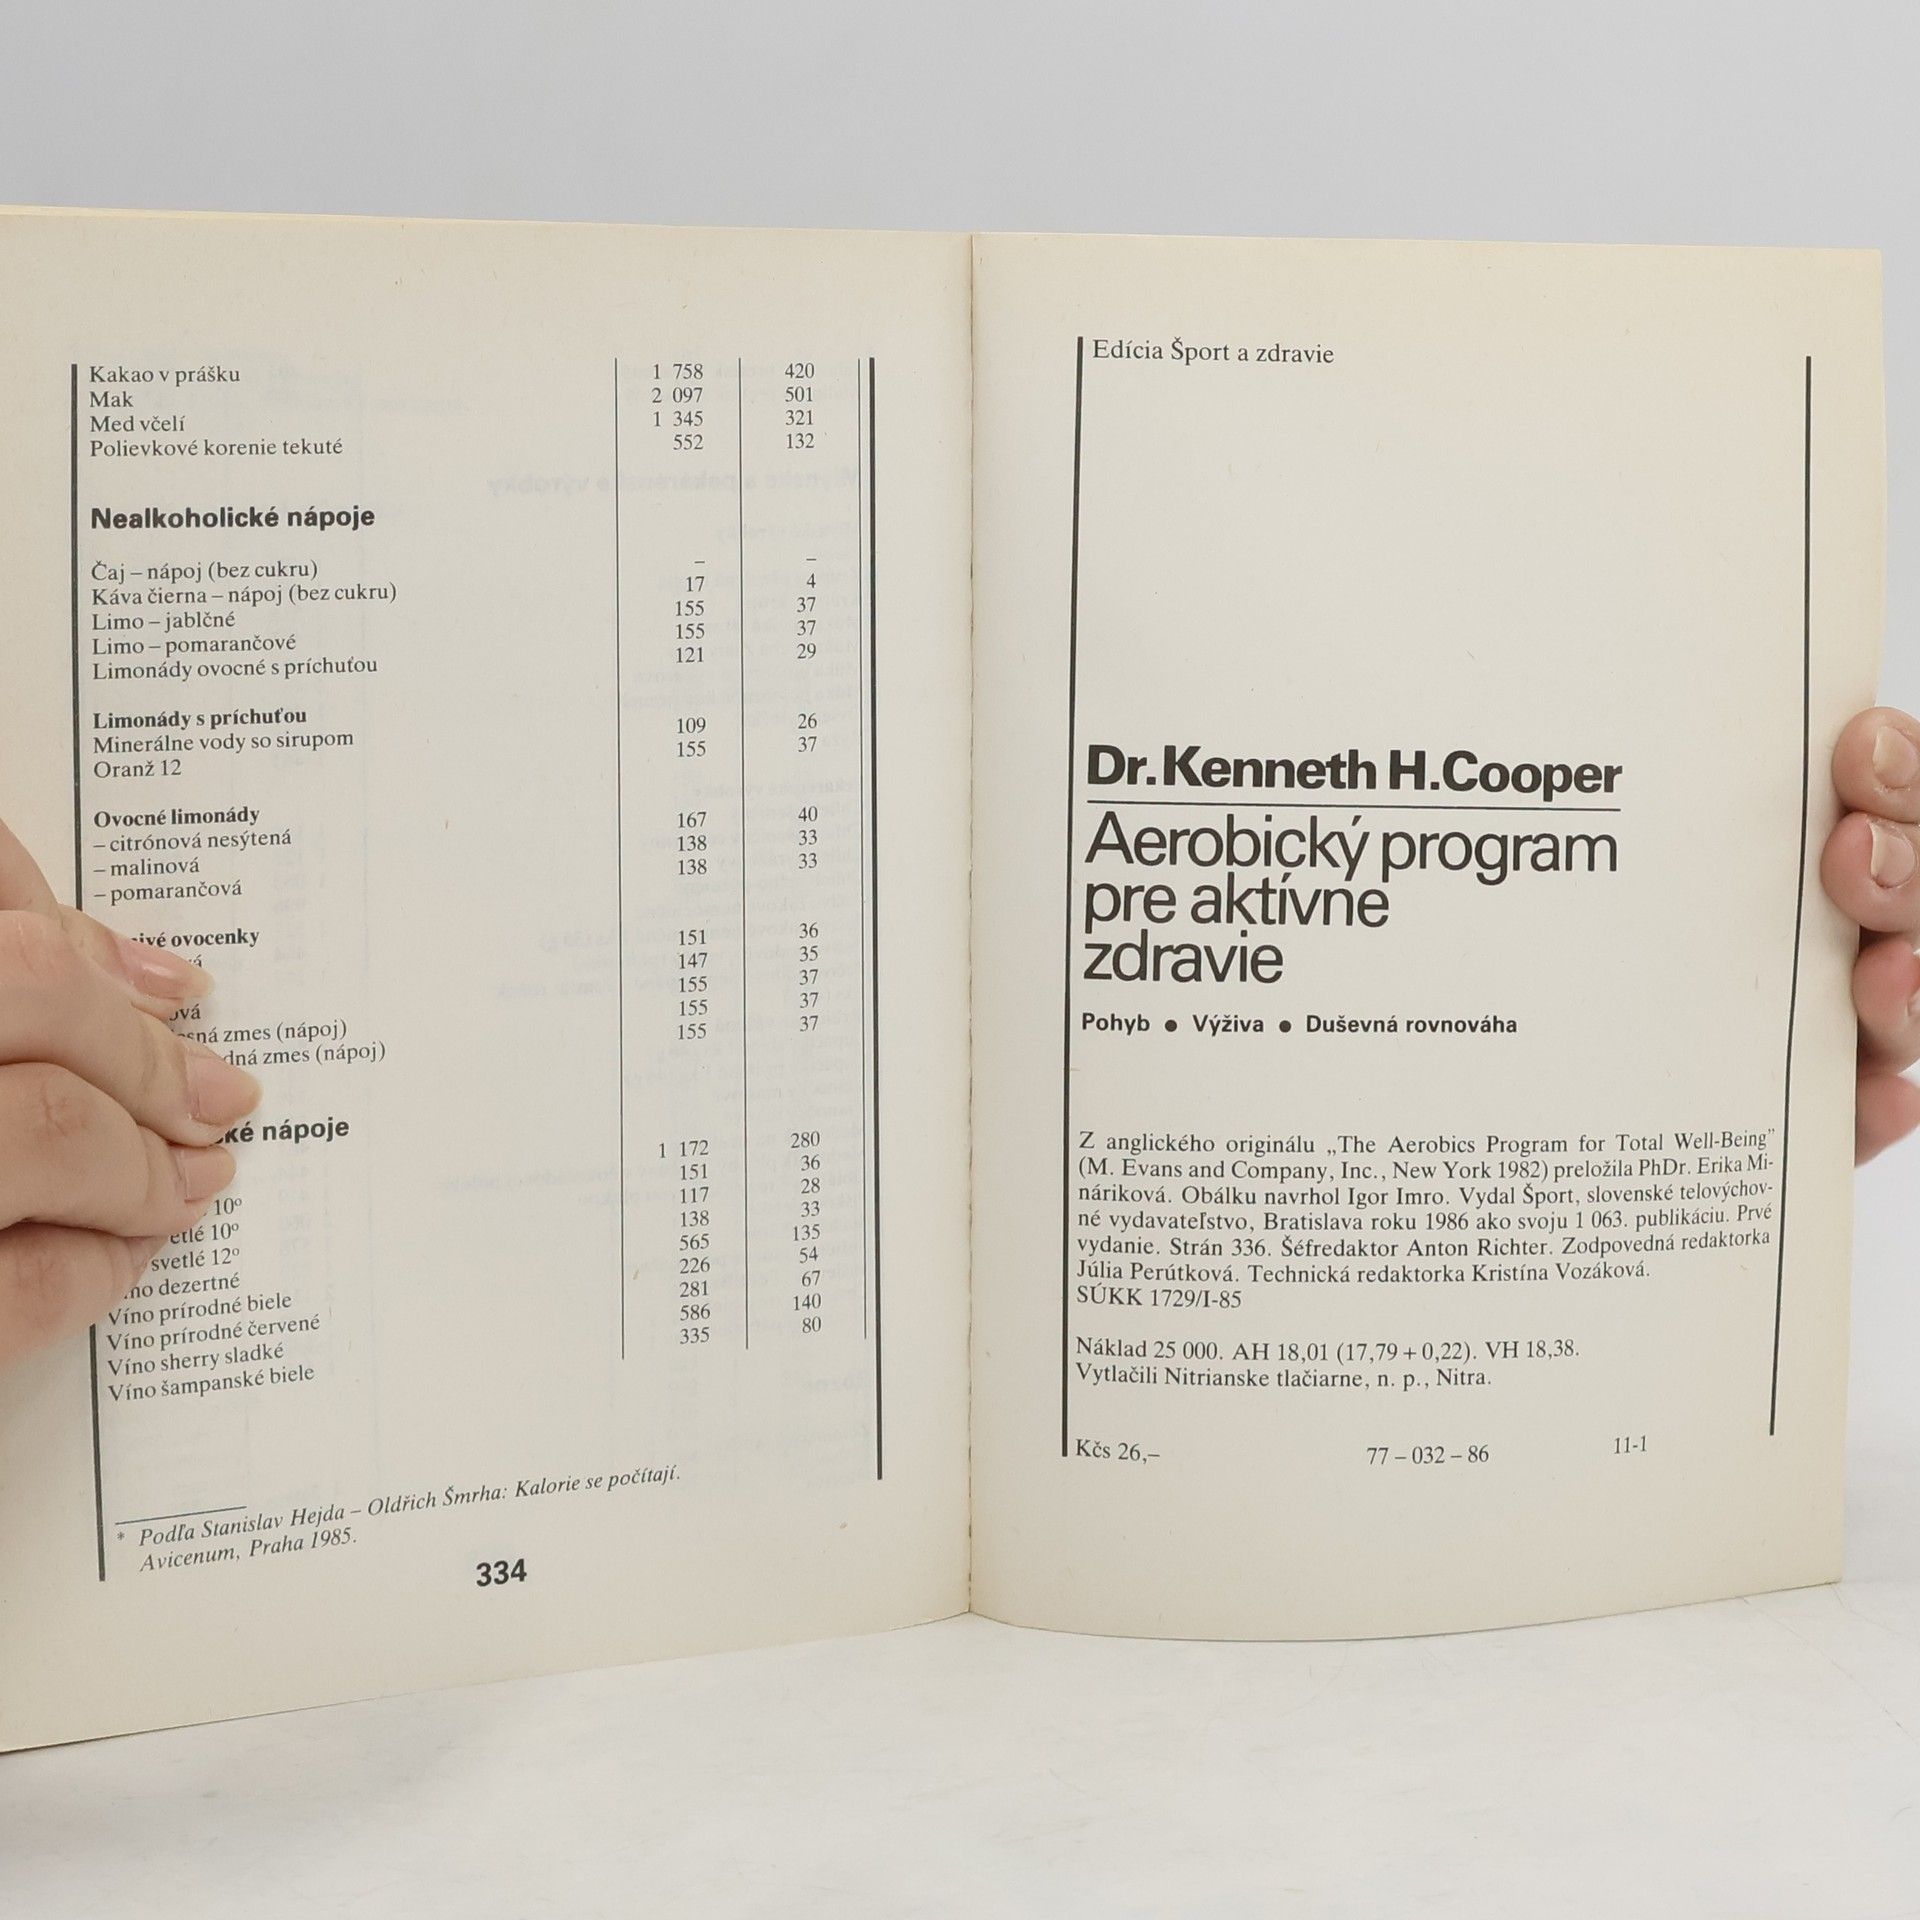 Kakao v prášku 1 758 420
Mak 2 097 501
Med včelí 1 345 321
Polievkové korenie tekuté 552 132
Nealkoholické nápoje
Čaj – nápoj (bez cukru) – –
Káva čierna – nápoj (bez cukru) 17 4
Limo – jablčné 155 37
Limo – pomarančové 155 37
Limonády ovocné s príchuťou 121 29
Limonády s príchuťou
Minerálne vody so sirupom 109 26
Oranž 12 155 37
Ovocné limonády
– citrónová nesýtená 167 40
– malinová 138 33
– pomarančová 138 33
ovocenky
151 36
147 35
155 37
zmes (nápoj) 155 37
zmes (nápoj) 155 37
nápoje
1 172 280
151 36
10° 117 28
10° 138 33
svetlé 12° 565 135
dezertné 226 54
Víno prírodné biele 281 67
Víno prírodné červené 586 140
Víno sherry sladké 335 80
Víno šampanské biele
* Podľa Stanislav Hejda – Oldřich Šmrha: Kalorie se počítají.
Avicenum, Praha 1985.
334
Edícia Šport a zdravie
Dr. Kenneth H. Cooper
Aerobický program
pre aktívne
zdravie
Pohyb • Výživa • Duševná rovnováha
Z anglického originálu „The Aerobics Program for Total Well-Being”
(M. Evans and Company, Inc., New York 1982) preložila PhDr. Erika Mi-
náriková. Obálku navrhol Igor Imro. Vydal Šport, slovenské telovýchov-
né vydavateľstvo, Bratislava roku 1986 ako svoju 1 063. publikáciu. Prvé
vydanie. Strán 336. Šéfredaktor Anton Richter. Zodpovedná redaktorka
Júlia Perútková. Technická redaktorka Kristína Vozáková.
SÚKK 1729/I-85
Náklad 25 000. AH 18,01 (17,79 + 0,22). VH 18,38.
Vytlačili Nitrianske tlačiarne, n. p., Nitra.
Kčs 26,– 77 – 032 – 86 11-1